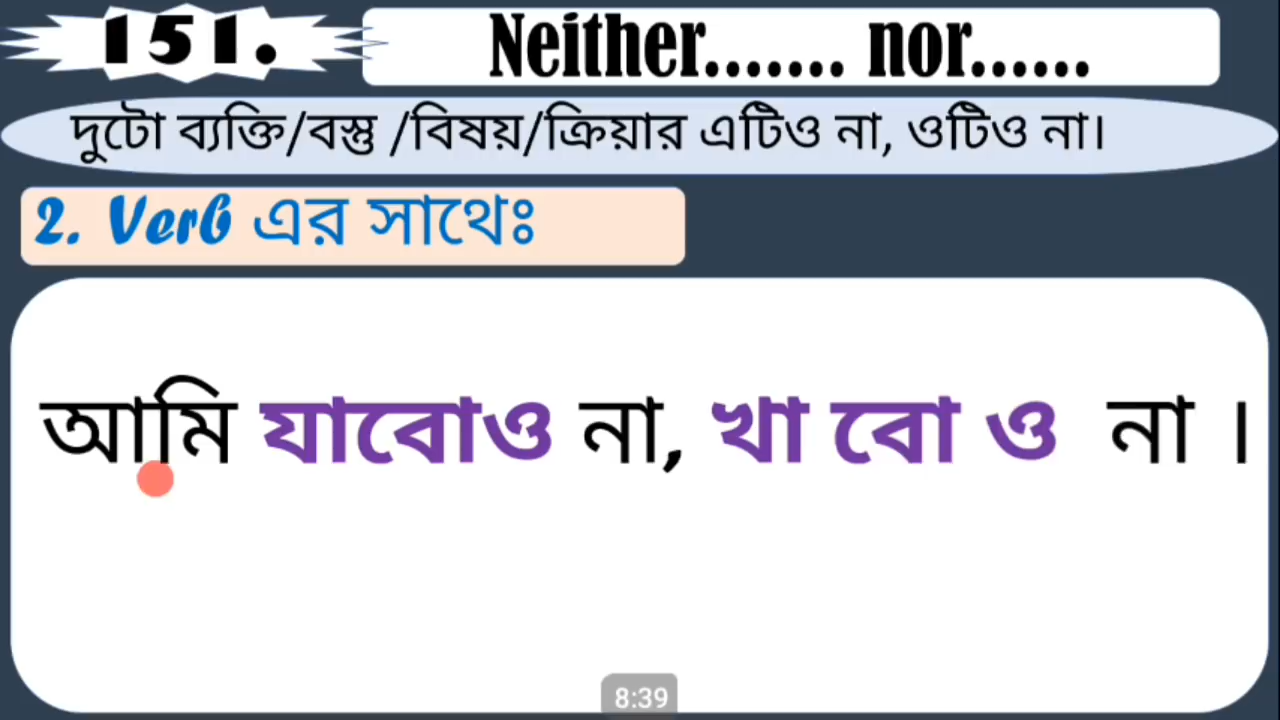 151. Neither....... nor......
দুটো ব্যক্তি/বস্তু /বিষয়/ক্রিয়ার এটিও না, ওটিও না।
2. Verb এর সাথেঃ
আমি যাবোও না, খা বো ও না ।
8:39